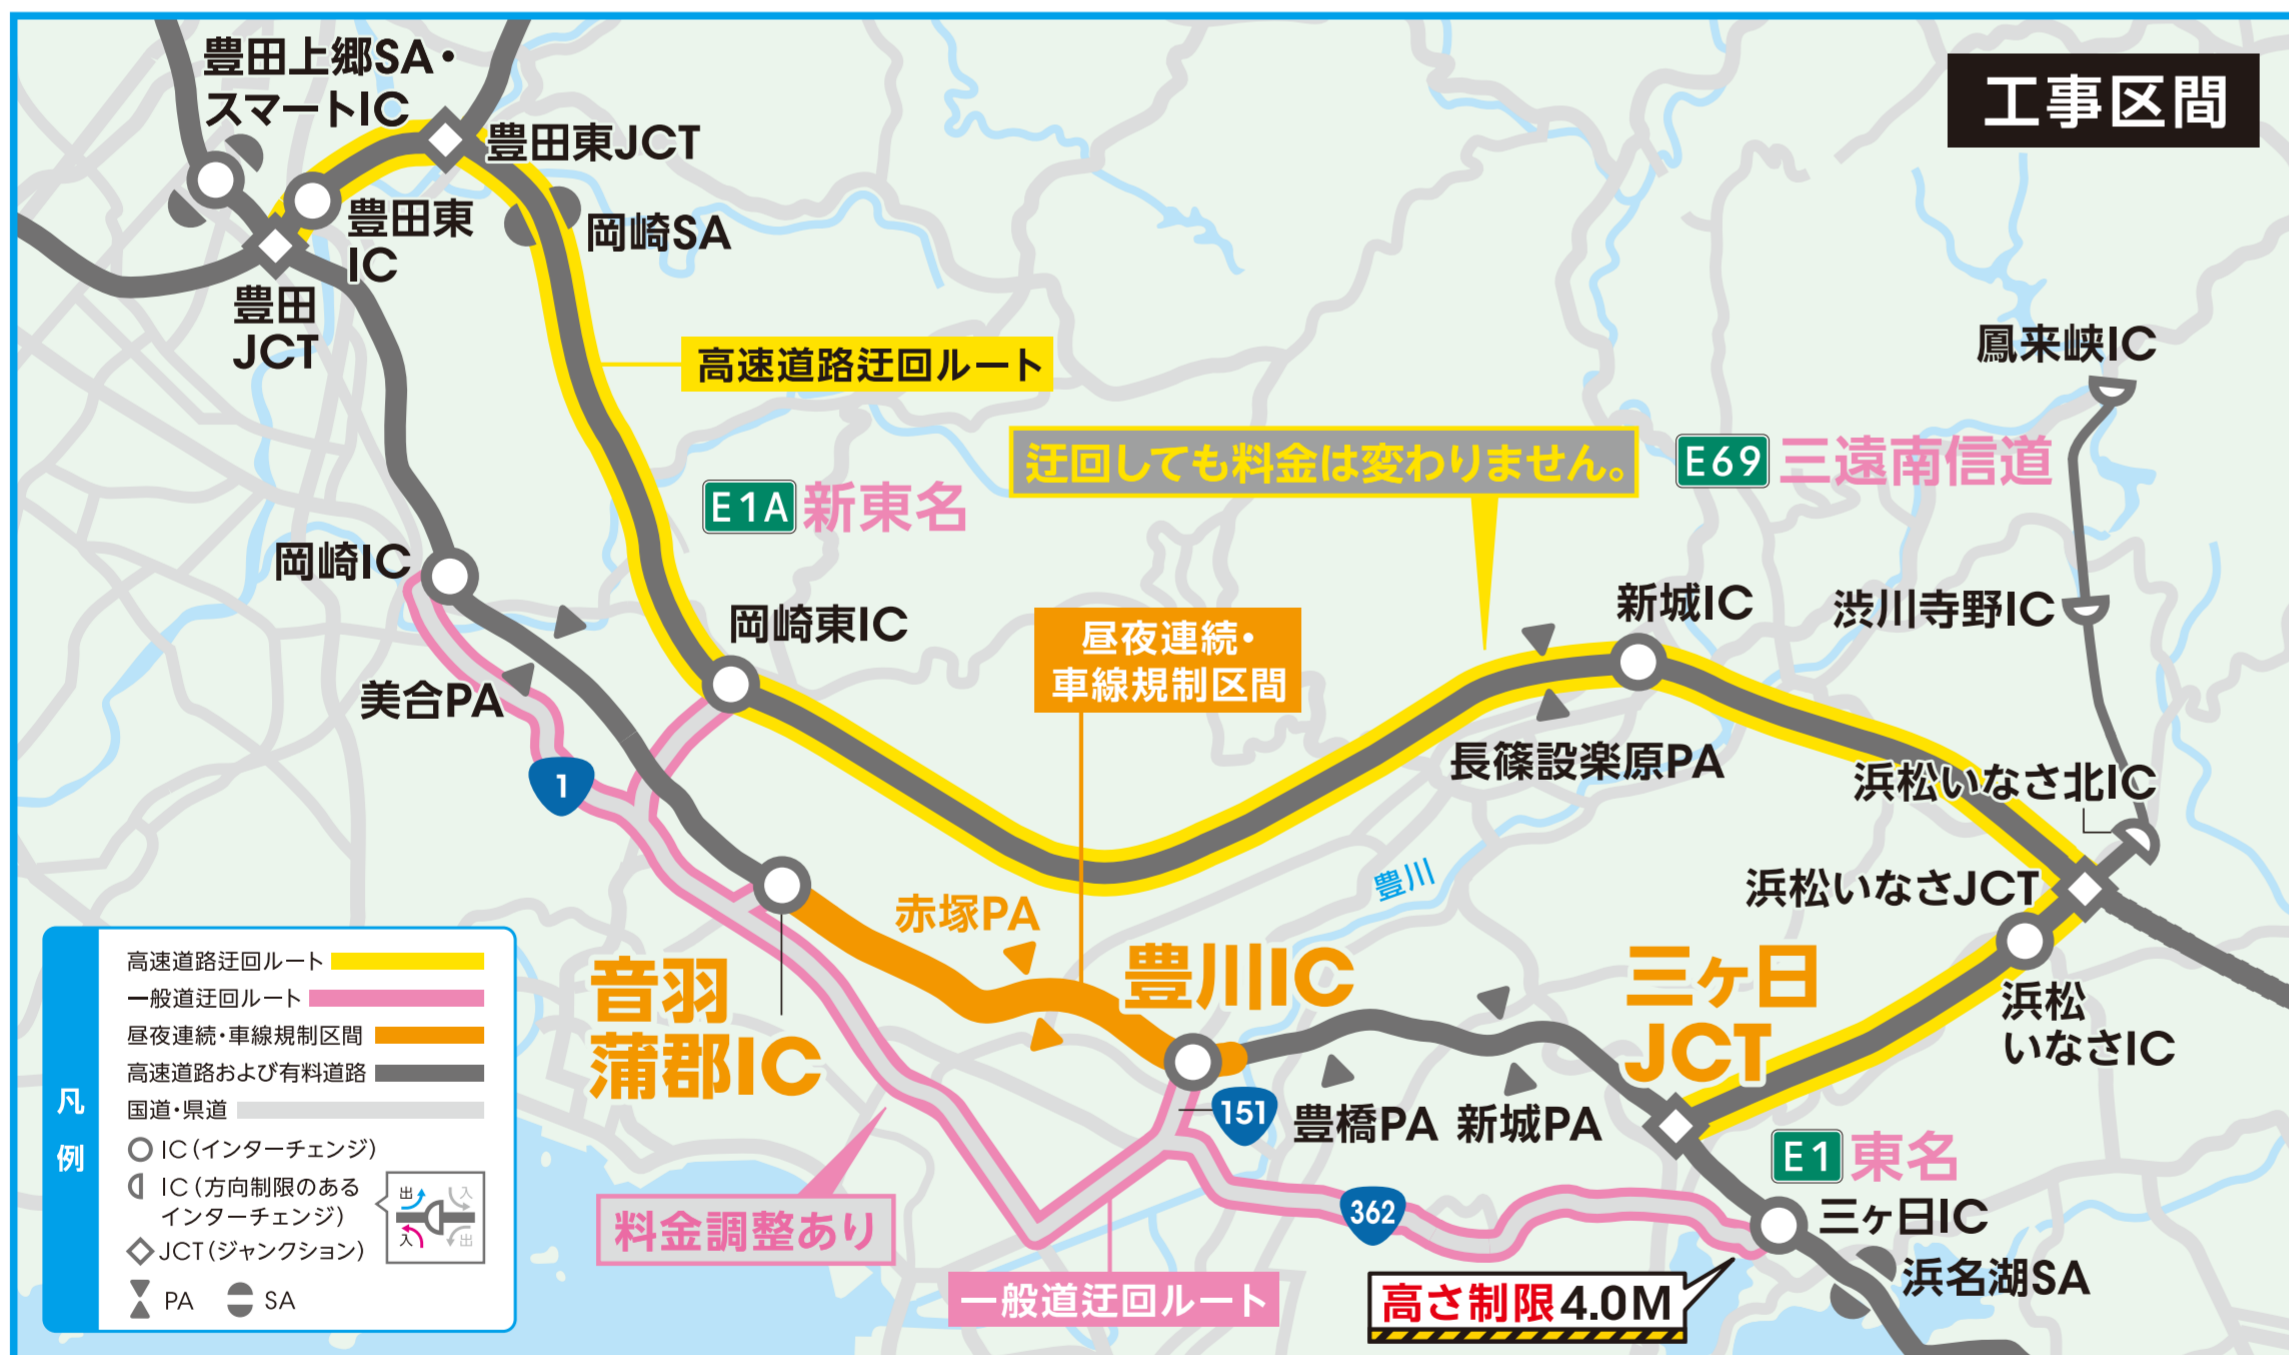 工事区間
豊田上郷SA・
スマートIC
豊田東JCT
豊田東
IC
岡崎SA
豊田
JCT
高速道路迂回ルート
鳳来峡IC
迂回しても料金は変わりません。
E69 三遠南信道
E1A 新東名
岡崎IC
岡崎東IC
昼夜連続・
車線規制区間
新城IC
渋川寺野IC
美合PA
1
長篠設楽原PA
浜松いなさ北IC
豊川
浜松いなさJCT
赤塚PA
豊川IC
三ヶ日
JCT
音羽
蒲郡IC
浜松
いなさIC
151
豊橋PA
新城PA
E1 東名
料金調整あり
362
三ヶ日IC
浜名湖SA
一般道迂回ルート
高さ制限4.0M
凡例
高速道路迂回ルート
一般道迂回ルート
昼夜連続・車線規制区間
高速道路および有料道路
国道・県道
IC(インターチェンジ)
IC(方向制限のある
インターチェンジ)
出
入
入
出
JCT(ジャンクション)
PA
SA